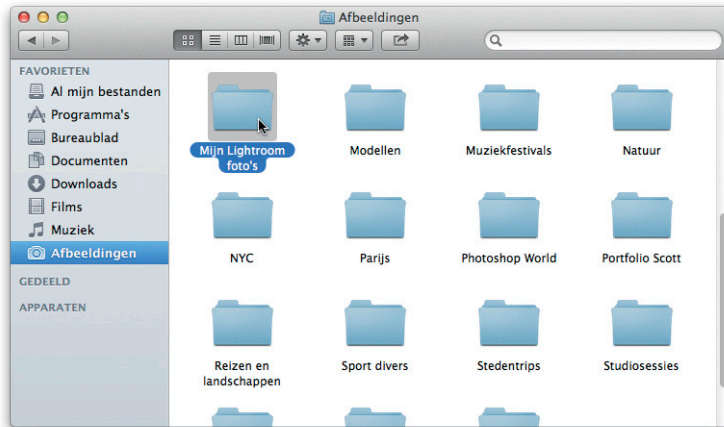 Afbeeldingen
FAVORIETEN
Al mijn bestanden
Programma's
Bureaublad
Documenten
Downloads
Films
Muziek
Afbeeldingen
GEDEELD
APPARATEN
Mijn Lightroom
foto's
Modellen
Muziekfestivals
Natuur
NYC
Parijs
Photoshop World
Portfolio Scott
Reizen en
landschappen
Sport divers
Stedentrips
Studiosessies